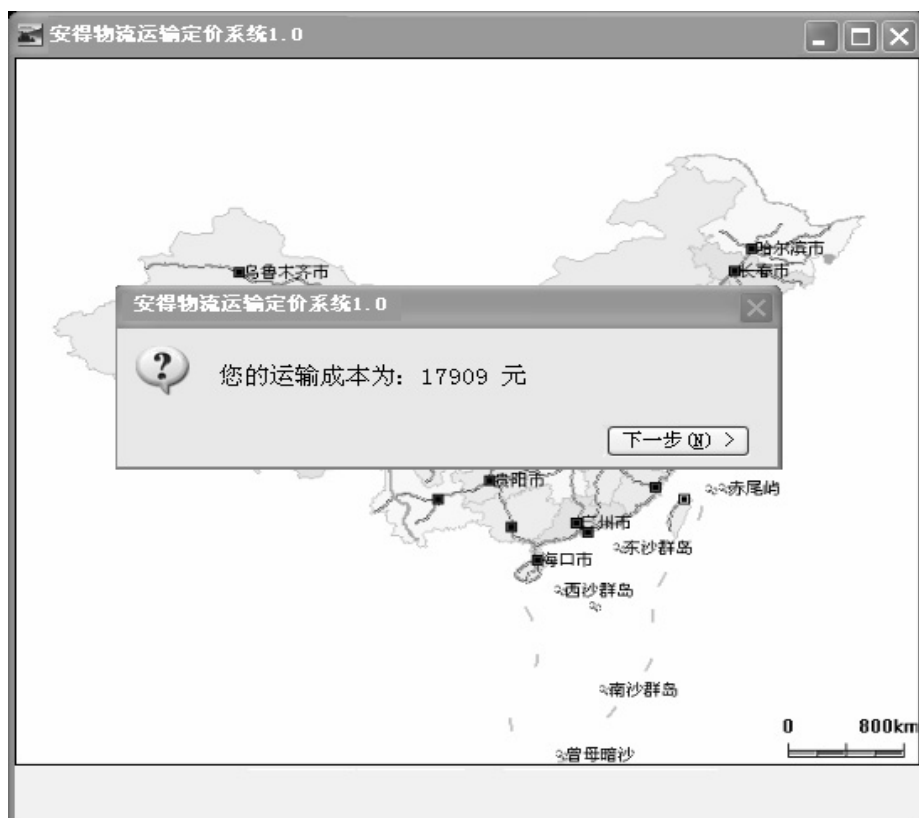 安得物流运输定价系统1.0
哈尔滨市
乌鲁木齐市
长春市
安得物流运输定价系统1.0
您的运输成本为：17909 元
下一步(N) >
贵阳市
赤尾屿
广州市
东沙群岛
海口市
西沙群岛
南沙群岛
0 800km
曾母暗沙